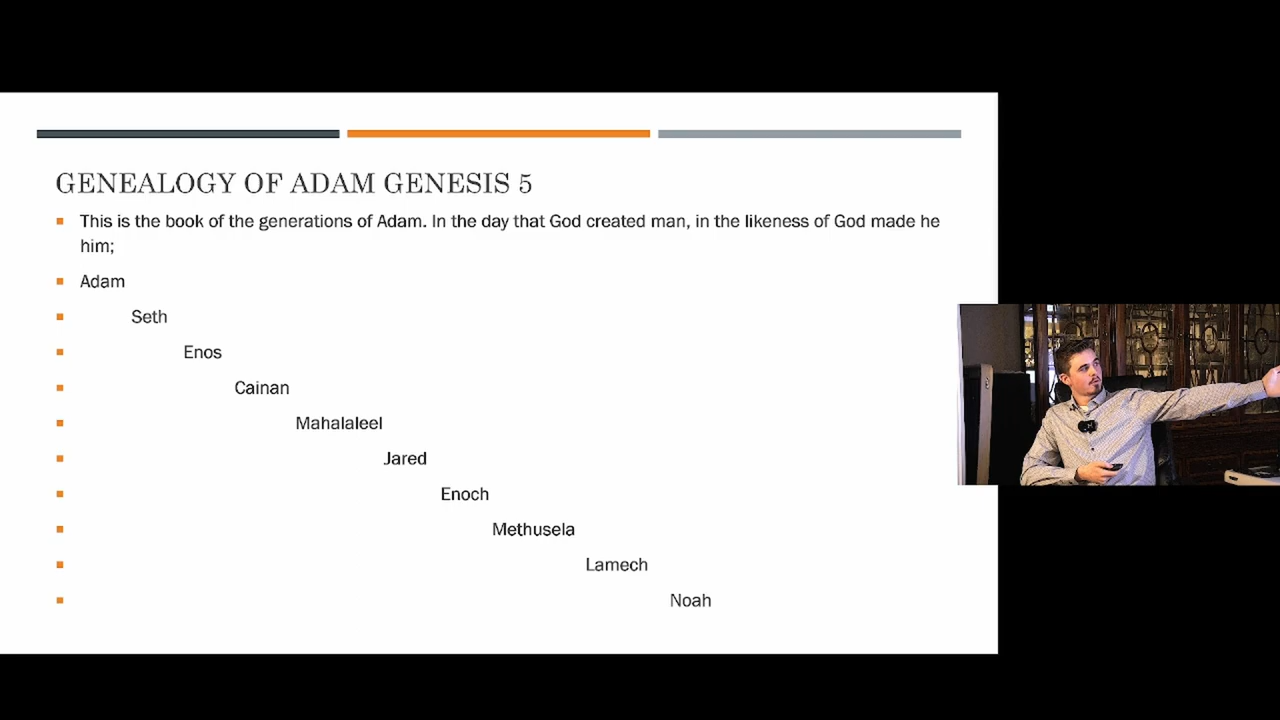 GENEALOGY OF ADAM GENESIS 5
This is the book of the generations of Adam. In the day that God created man, in the likeness of God made he
him;
Adam
Seth
Enos
Cainan
Mahalaleel
Jared
Enoch
Methusela
Lamech
Noah